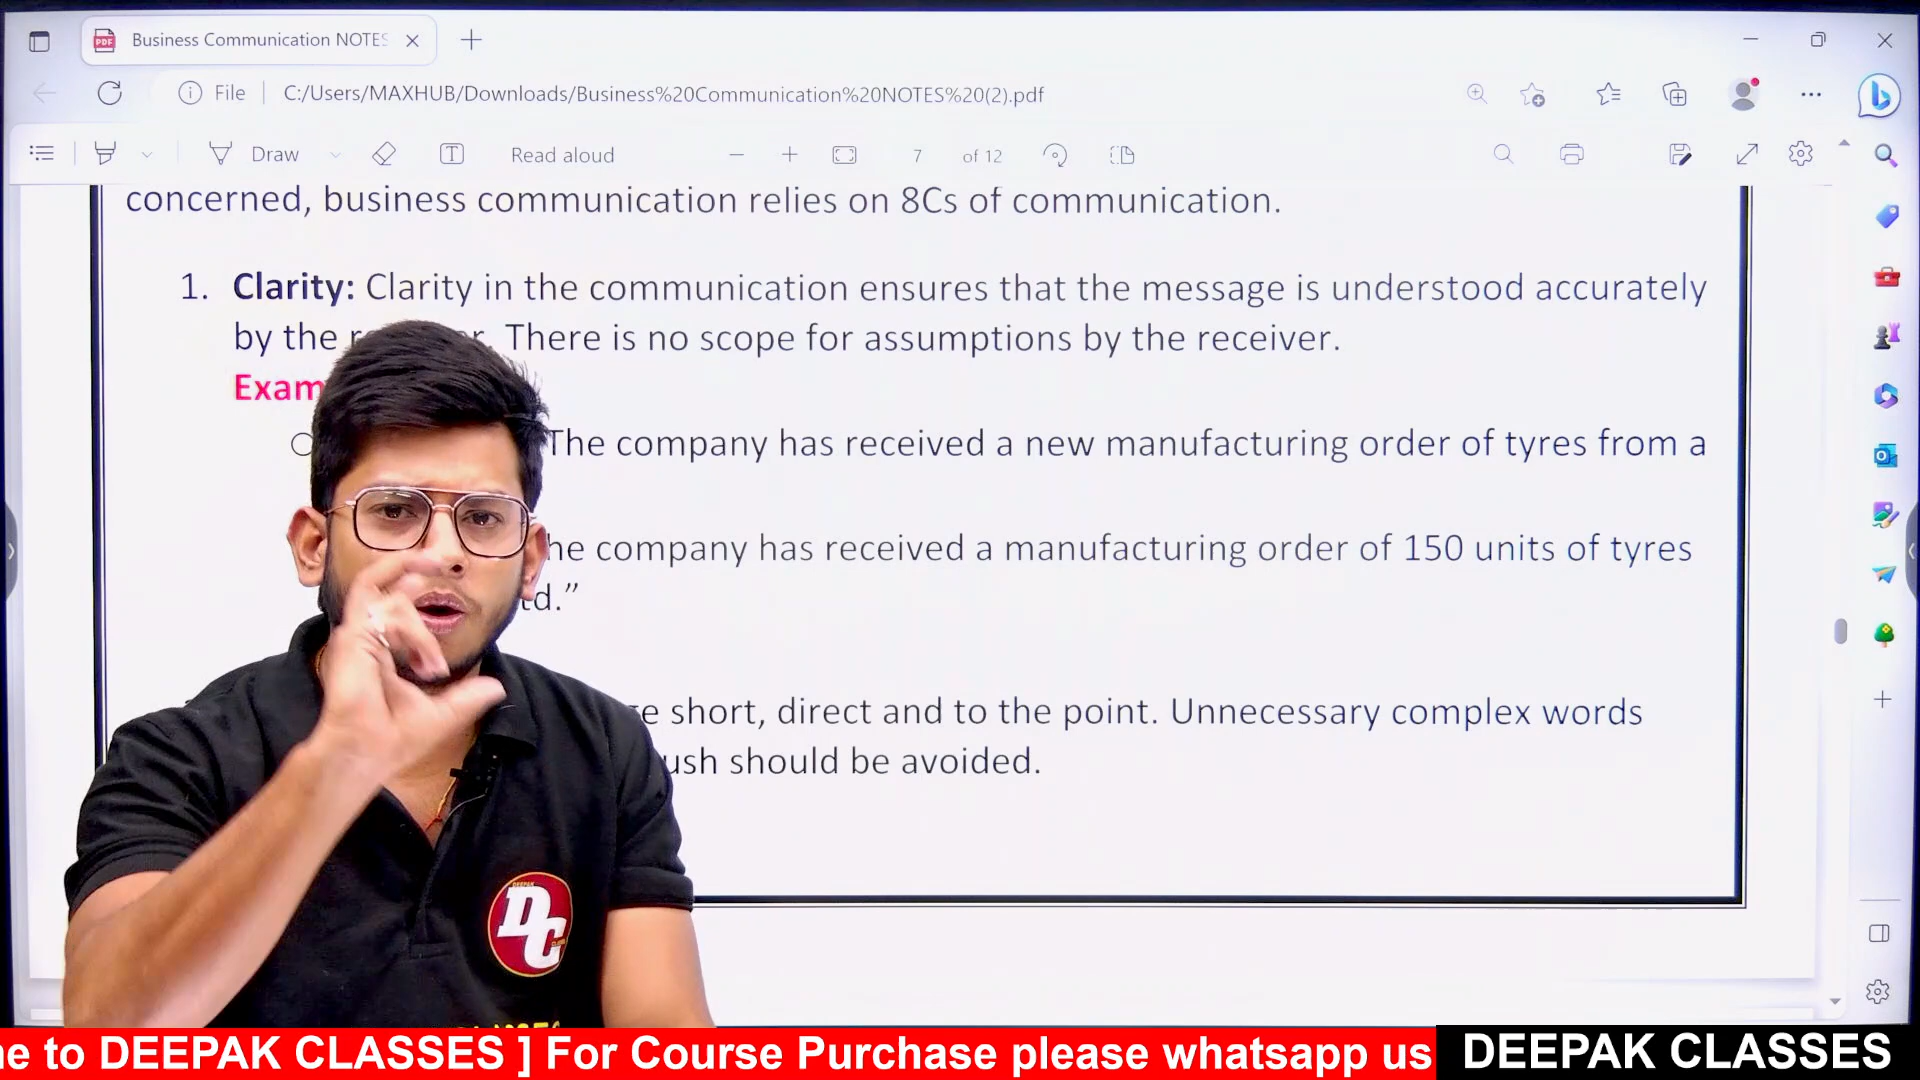 Business Communication NOTES
File
C:/Users/MAXHUB/Downloads/Business%20Communication%20NOTES%20(2).pdf
Draw
Read aloud
7 of 12
concerned, business communication relies on 8Cs of communication.
1. Clarity: Clarity in the communication ensures that the message is understood accurately
by the There is no scope for assumptions by the receiver.
The company has received a new manufacturing order of tyres from a
company has received a manufacturing order of 150 units of tyres
short, direct and to the point. Unnecessary complex words
should be avoided.
DEEPAK
DC
to DEEPAK CLASSES ] For Course Purchase please whatsapp us
DEEPAK CLASSES